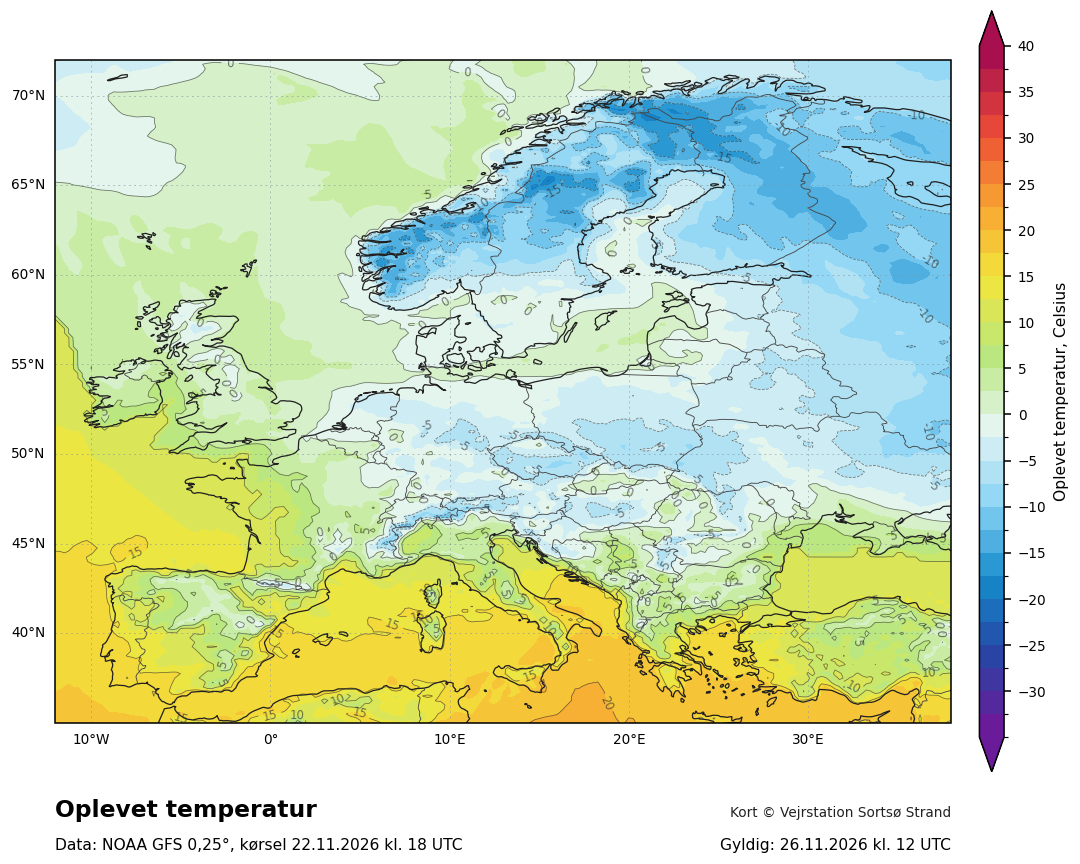 40
35
30
25
20
15
10
5
0
−5
−10
−15
−20
−25
−30
Oplevet temperatur, Celsius
70°N
65°N
60°N
55°N
50°N
45°N
40°N
10°W
0°
10°E
20°E
30°E
Oplevet temperatur
Kort © Vejrstation Sortsø Strand
Data: NOAA GFS 0,25°, kørsel 22.11.2026 kl. 18 UTC
Gyldig: 26.11.2026 kl. 12 UTC